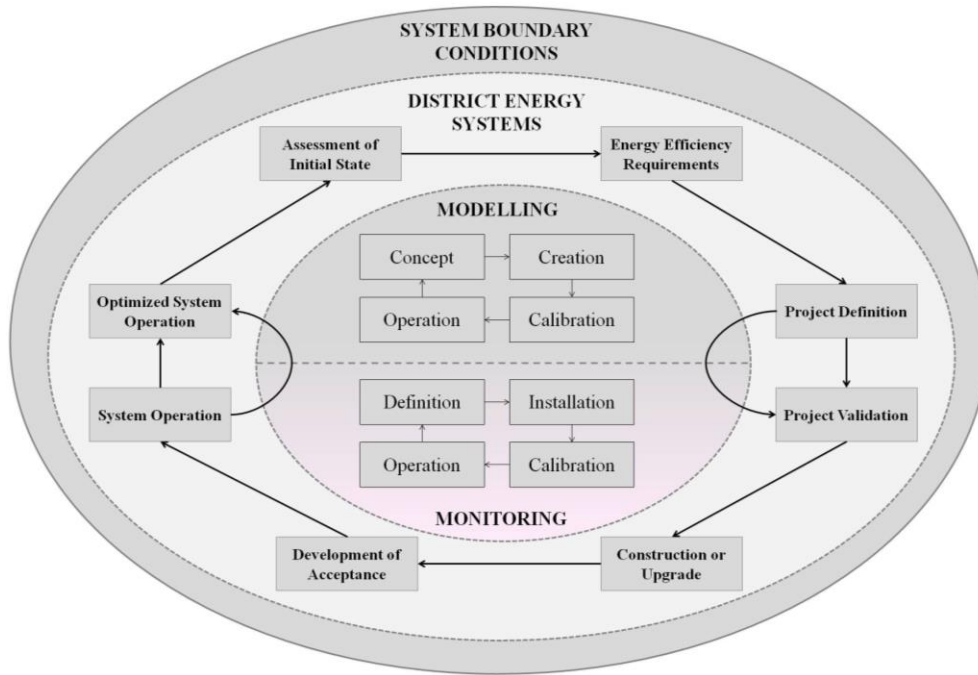 SYSTEM BOUNDARY
CONDITIONS
DISTRICT ENERGY
SYSTEMS
Assessment of
Initial State
Energy Efficiency
Requirements
MODELLING
Concept
Creation
Operation
Calibration
Optimized System
Operation
Project Definition
System Operation
Project Validation
Definition
Installation
Operation
Calibration
MONITORING
Development of
Acceptance
Construction or
Upgrade